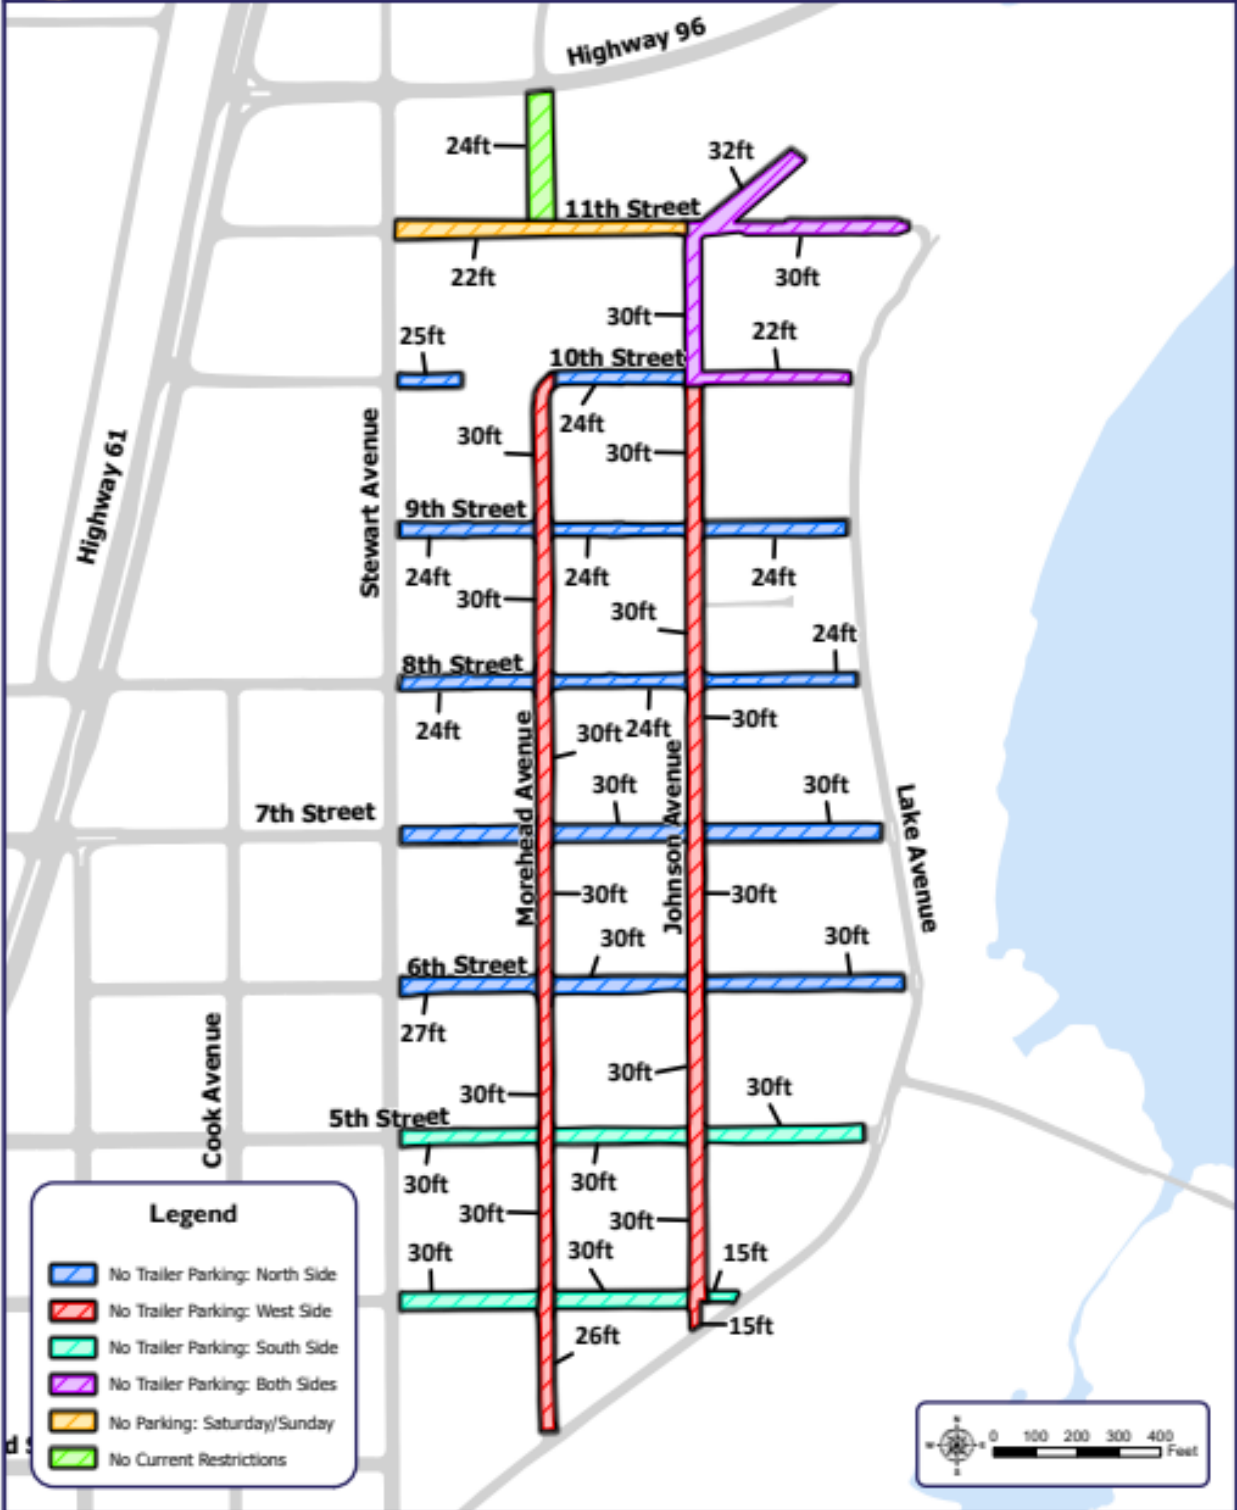 Highway 96
24ft
32ft
11th Street
22ft
30ft
30ft
25ft
22ft
10th Street
24ft
30ft
30ft
Highway 61
Stewart Avenue
9th Street
24ft
24ft
24ft
30ft
30ft
24ft
8th Street
24ft
24ft
30ft
30ft
Morehead Avenue
Johnson Avenue
30ft
30ft
7th Street
Lake Avenue
30ft
30ft
30ft
30ft
6th Street
27ft
Cook Avenue
30ft
30ft
30ft
5th Street
30ft
30ft
30ft
30ft
30ft
30ft
15ft
15ft
26ft
Legend
No Trailer Parking: North Side
No Trailer Parking: West Side
No Trailer Parking: South Side
No Trailer Parking: Both Sides
No Parking: Saturday/Sunday
No Current Restrictions
N
W
E
S
0 100 200 300 400
Feet